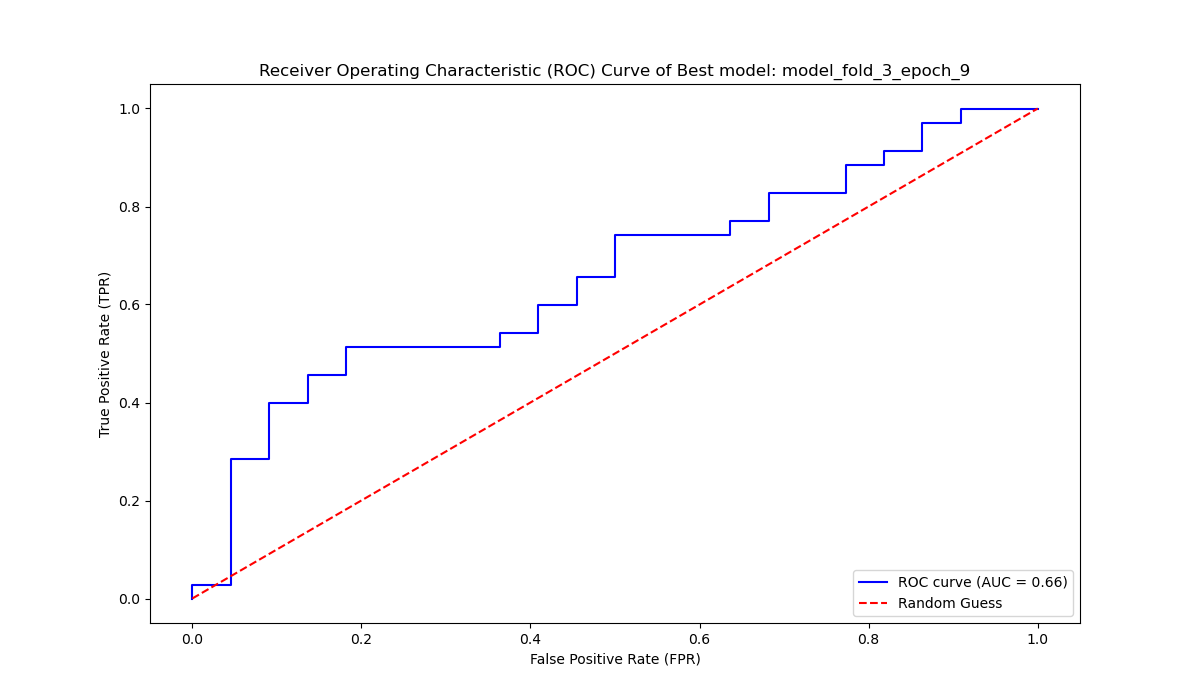 Receiver Operating Characteristic (ROC) Curve of Best model: model_fold_3_epoch_9
1.0
0.8
0.6
0.4
0.2
0.0
True Positive Rate (TPR)
ROC curve (AUC = 0.66)
Random Guess
0.0 0.2 0.4 0.6 0.8 1.0
False Positive Rate (FPR)